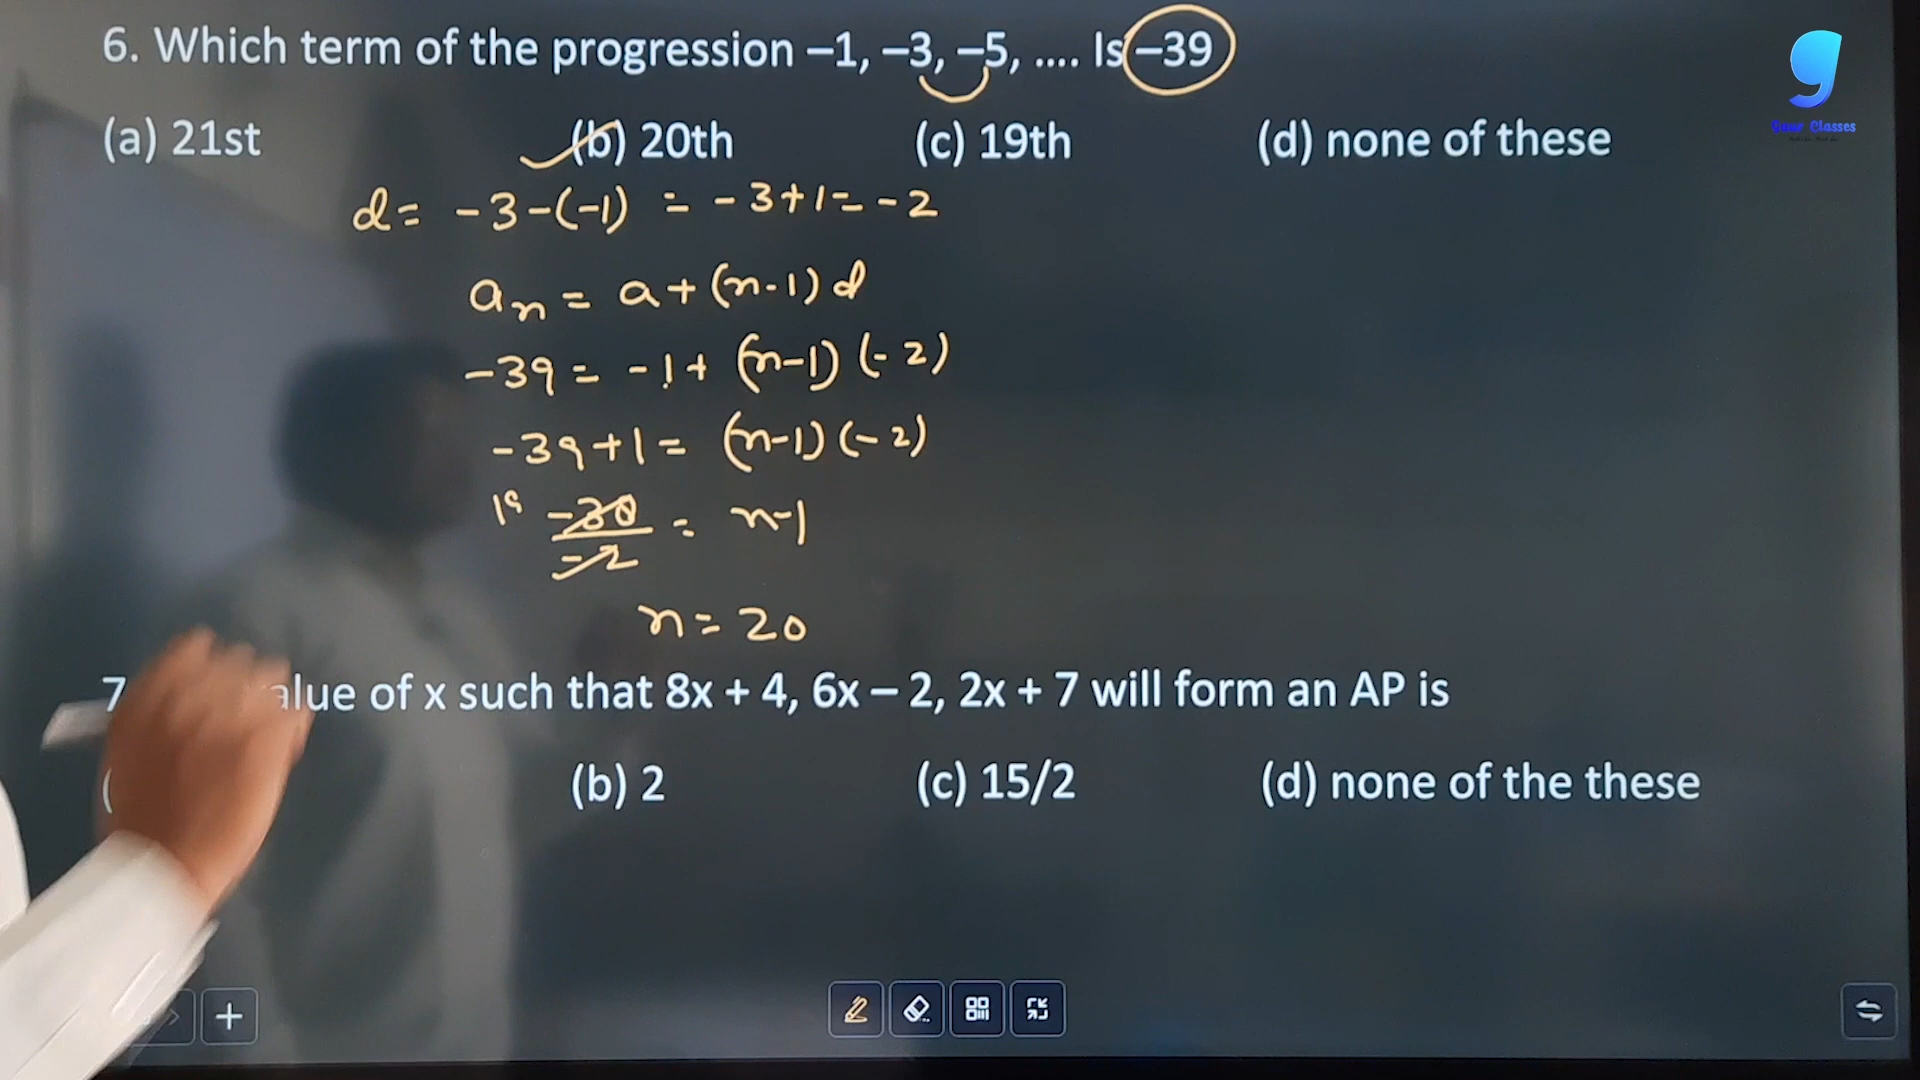 6. Which term of the progression –1, –3, –5, .... Is –39
(a) 21st (b) 20th (c) 19th (d) none of these
d = -3-(-1) = -3+1 = -2
an = a+(n-1)d
-39 = -1+ (n-1)(-2)
-39+1 = (n-1)(-2)
19 -38/-2 = n-1
n = 20
7. value of x such that 8x + 4, 6x – 2, 2x + 7 will form an AP is
(b) 2 (c) 15/2 (d) none of the these
Classes